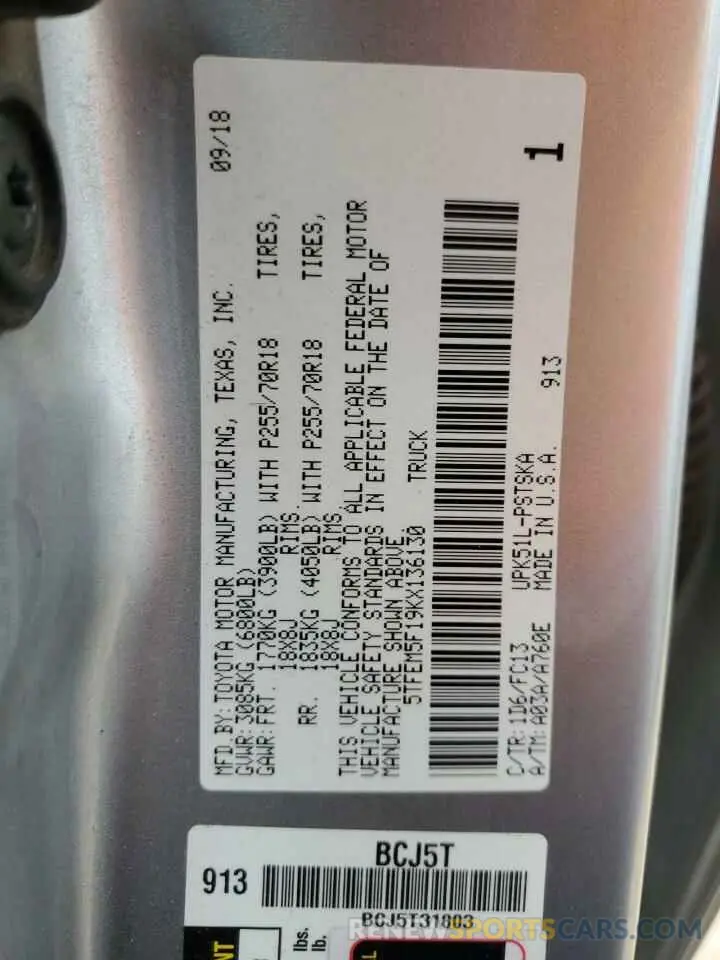 MFD.BY:TOYOTA MOTOR MANUFACTURING, TEXAS, INC. 09/18
GVWR:3085KG (6800LB)
GAWR:FRT. 1770KG (3900LB) WITH P255/70R18 TIRES,
18X8J RIMS.
RR. 1835KG (4050LB) WITH P255/70R18 TIRES,
18X8J RIMS
THIS VEHICLE CONFORMS TO ALL APPLICABLE FEDERAL MOTOR
VEHICLE SAFETY STANDARDS IN EFFECT ON THE DATE OF
MANUFACTURE SHOWN ABOVE.
5TFEM5F19KX136130 TRUCK
C/TR:1D6/FC13 UPK51L-PSTSKA 913
A/TM:A03A/A760E MADE IN U.S.A.
1
BCJ5T
913
BCJ5T31803
lbs.
lb.
RENEWSPORTSCARS.COM